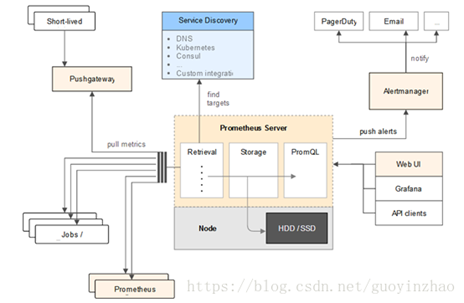 Short-lived
Pushgateway
Service Discovery
DNS
Kubernetes
Consul
...
Custom integratio
find
targets
PagerDuty
Email
...
notify
Alertmanager
push alerts
pull metrics
Prometheus Server
Retrieval
Storage
PromQL
Node
HDD / SSD
Web UI
Grafana
API clients
Jobs /
Prometheus
https://blog.csdn.net/guoyinzhao